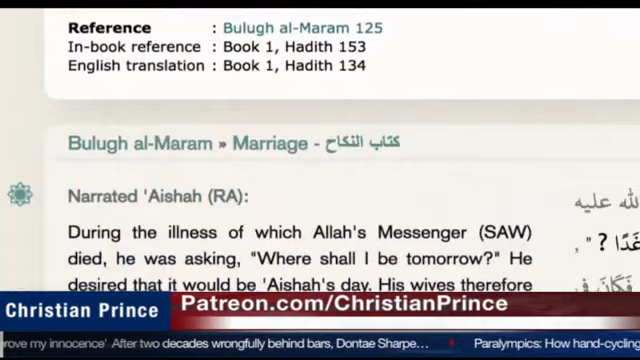 Reference : Bulugh al-Maram 125
In-book reference : Book 1, Hadith 153
English translation : Book 1, Hadith 134
Bulugh al-Maram » Marriage - كتاب النكاح
Narrated 'Aishah (RA):
لله عليه
During the illness of which Allah's Messenger (SAW)
غَدًا ? " ,
died, he was asking, "Where shall I be tomorrow?" He
desired that it would be 'Aishah's day. His wives therefore
Christian Prince
Patreon.com/ChristianPrince
rove my innocence' After two decades wrongfully behind bars, Dontae Sharpe... Paralympics: How hand-cycling